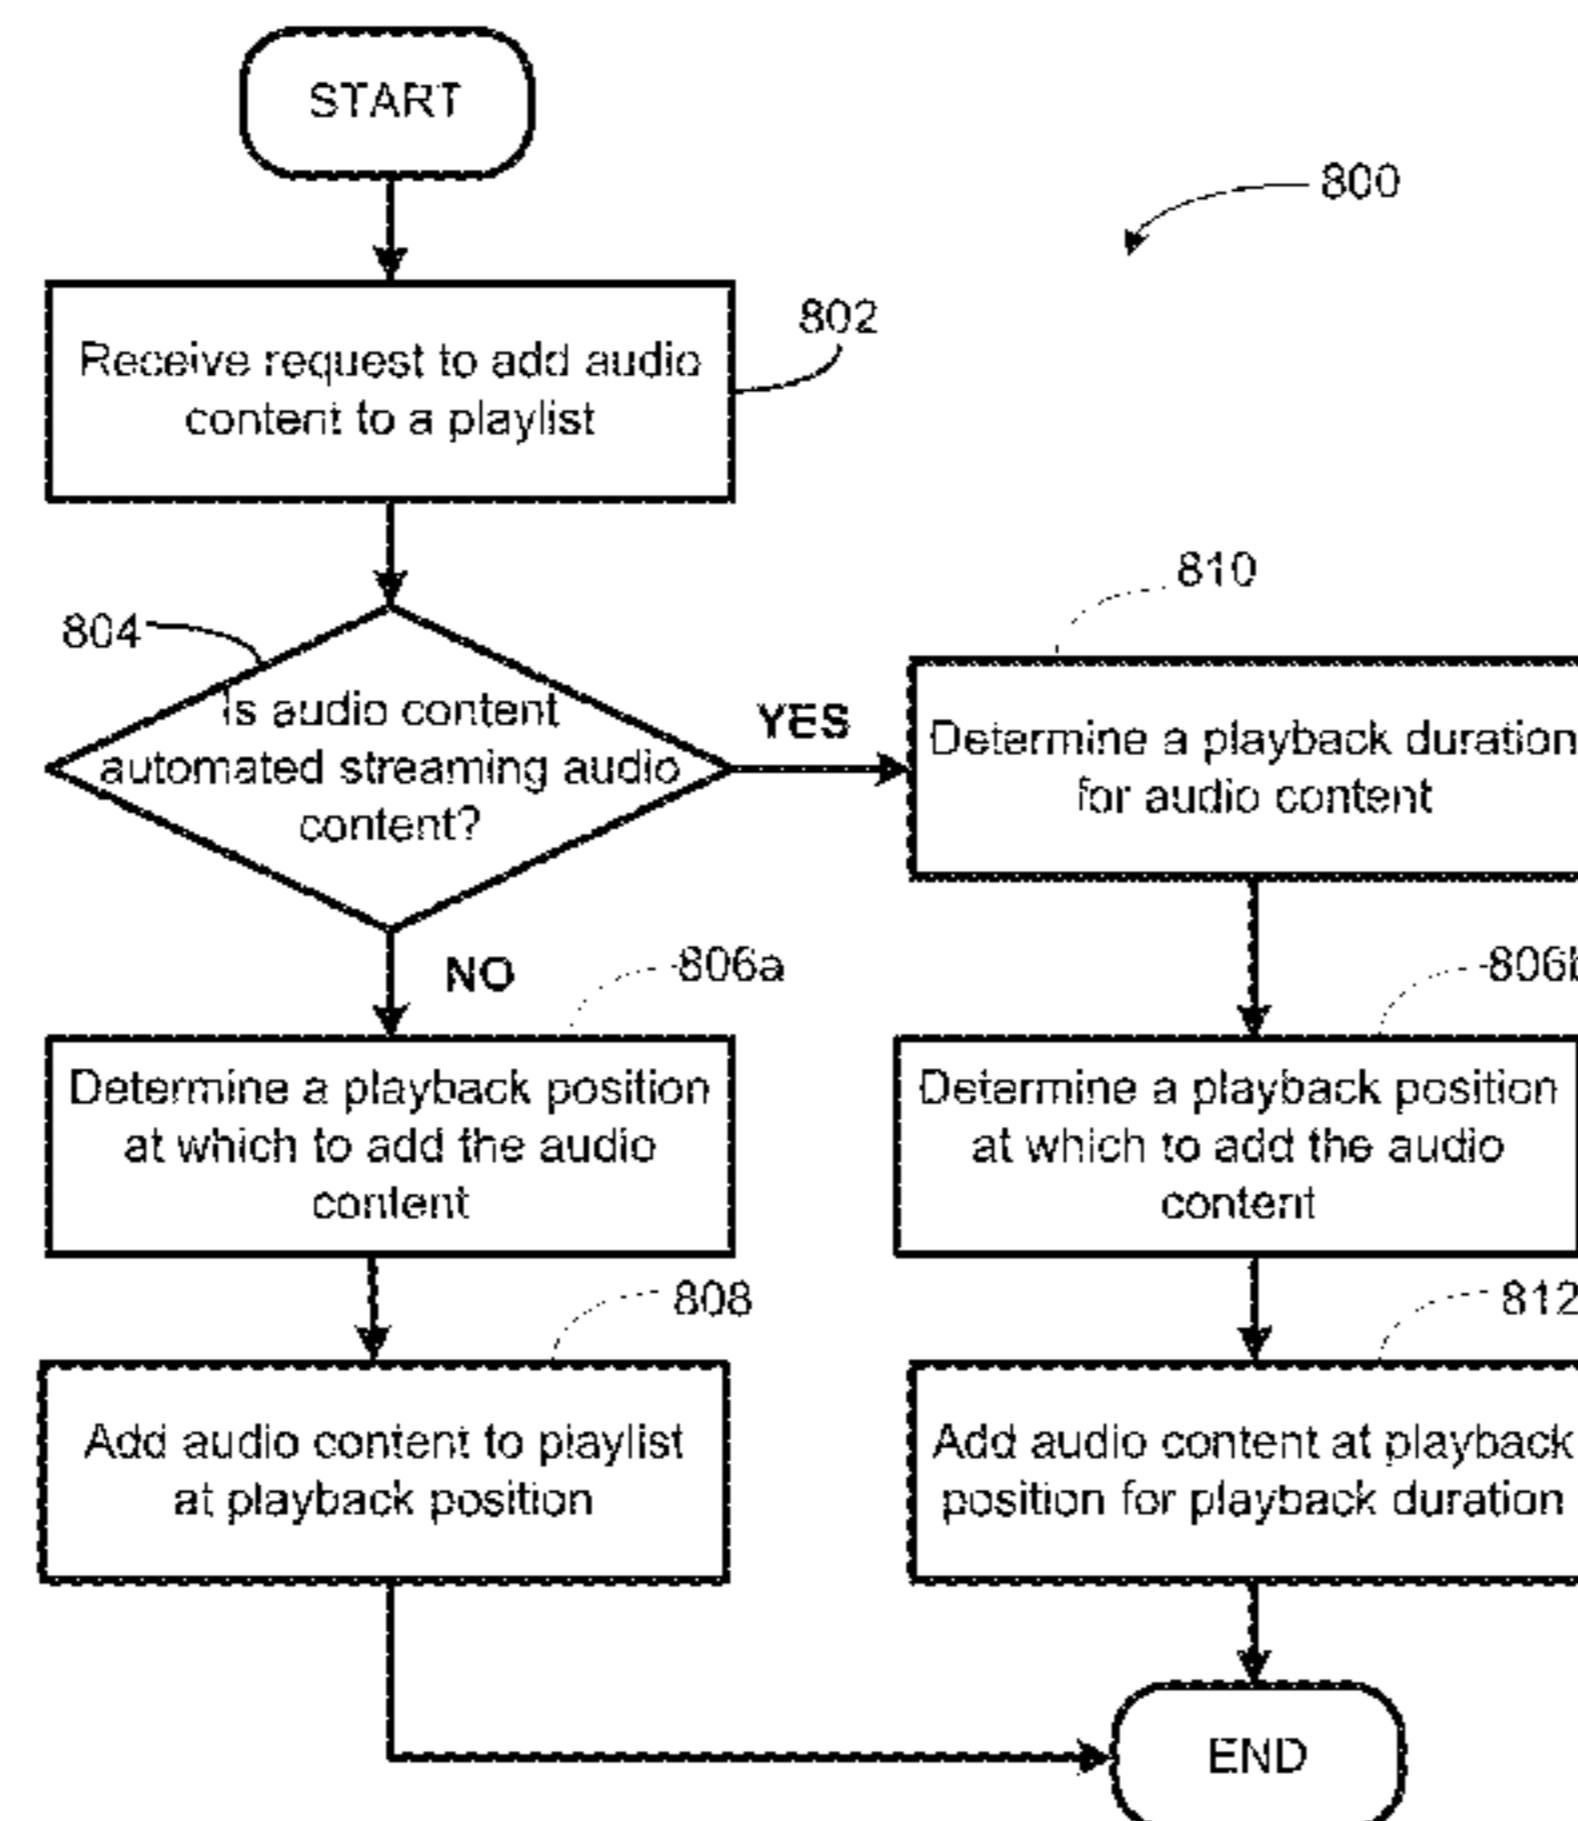 START
800
802
Receive request to add audio
content to a playlist
804
810
Is audio content
automated streaming audio
content?
YES
Determine a playback duration
for audio content
NO
806a
806b
Determine a playback position
at which to add the audio
content
Determine a playback position
at which to add the audio
content
808
812
Add audio content to playlist
at playback position
Add audio content at playback
position for playback duration
END